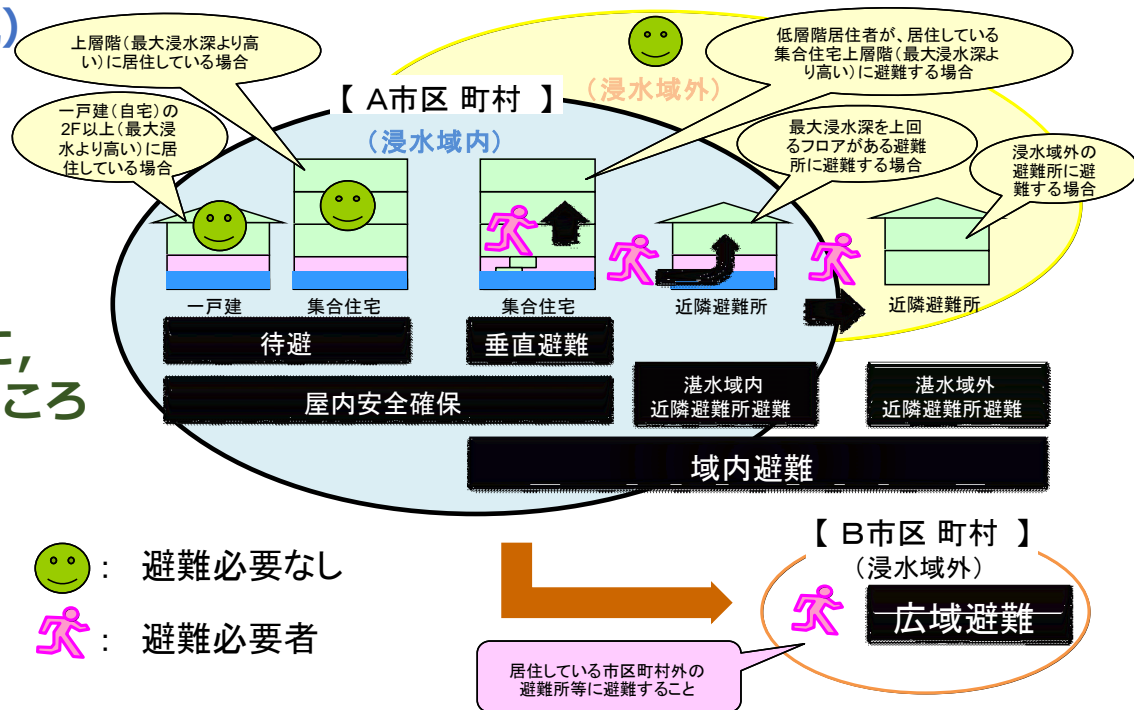 )
上層階(最大浸水深より高
い)に居住している場合
低層階居住者が、居住している
集合住宅上層階(最大浸水深よ
り高い)に避難する場合
(浸水域外)
【 A市区 町村 】
(浸水域内)
一戸建(自宅)の
2F以上(最大浸
水より高い)に居
住している場合
最大浸水深を上回
るフロアがある避難
所に避難する場合
浸水域外の
避難所に避
難する場合
一戸建
集合住宅
集合住宅
近隣避難所
近隣避難所
待避
垂直避難
に,
ころ
屋内安全確保
湛水域内
近隣避難所避難
湛水域外
近隣避難所避難
域内避難
【 B市区 町村 】
(浸水域外)
広域避難
: 避難必要なし
: 避難必要者
居住している市区町村外の
避難所等に避難すること